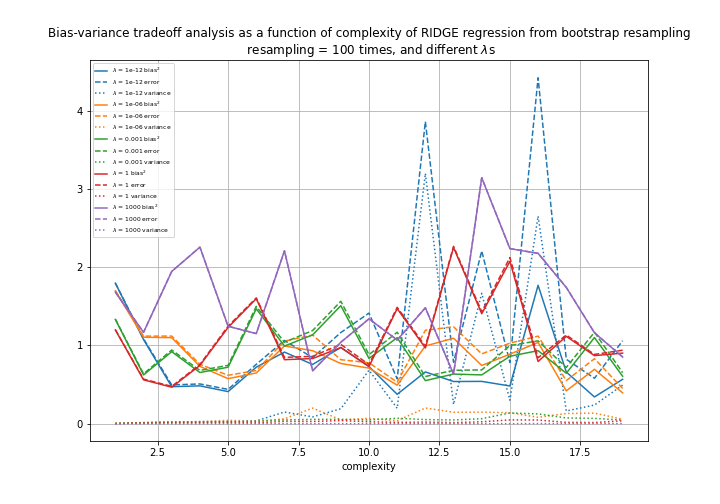 Bias-variance tradeoff analysis as a function of complexity of RIDGE regression from bootstrap resampling
resampling = 100 times, and different λs
λ = 1e-12 bias²
λ = 1e-12 error
λ = 1e-12 variance
λ = 1e-06 bias²
λ = 1e-06 error
λ = 1e-06 variance
λ = 0.001 bias²
λ = 0.001 error
λ = 0.001 variance
λ = 1 bias²
λ = 1 error
λ = 1 variance
λ = 1000 bias²
λ = 1000 error
λ = 1000 variance
4
3
2
1
0
2.5 5.0 7.5 10.0 12.5 15.0 17.5
complexity